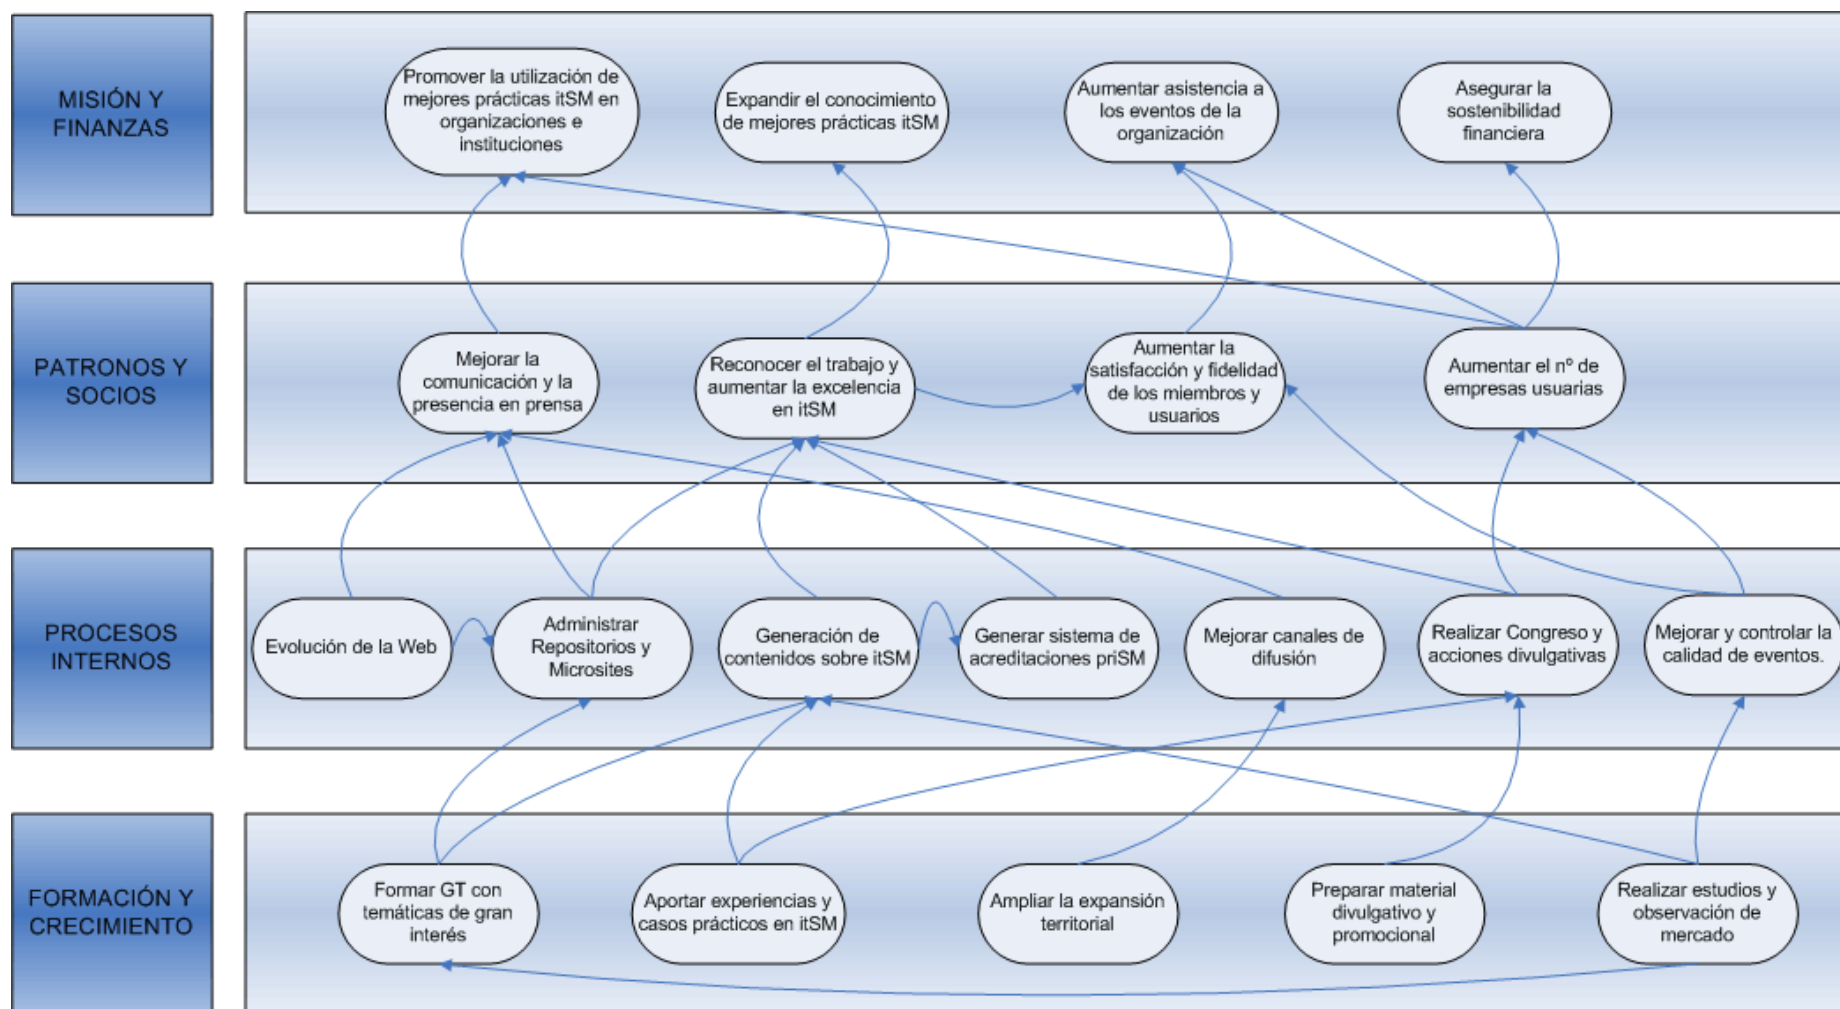 MISIÓN Y
FINANZAS
Promover la utilización de
mejores prácticas itSM en
organizaciones e
instituciones
Expandir el conocimiento
de mejores prácticas itSM
Aumentar asistencia a
los eventos de la
organización
Asegurar la
sostenibilidad
financiera
PATRONOS Y
SOCIOS
Mejorar la
comunicación y la
presencia en prensa
Reconocer el trabajo y
aumentar la excelencia
en itSM
Aumentar la
satisfacción y fidelidad
de los miembros y
usuarios
Aumentar el nº de
empresas usuarias
PROCESOS
INTERNOS
Evolución de la Web
Administrar
Repositorios y
Microsites
Generación de
contenidos sobre itSM
Generar sistema de
acreditaciones priSM
Mejorar canales de
difusión
Realizar Congreso y
acciones divulgativas
Mejorar y controlar la
calidad de eventos.
FORMACIÓN Y
CRECIMIENTO
Formar GT con
temáticas de gran
interés
Aportar experiencias y
casos prácticos en itSM
Ampliar la expansión
territorial
Preparar material
divulgativo y
promocional
Realizar estudios y
observación de
mercado